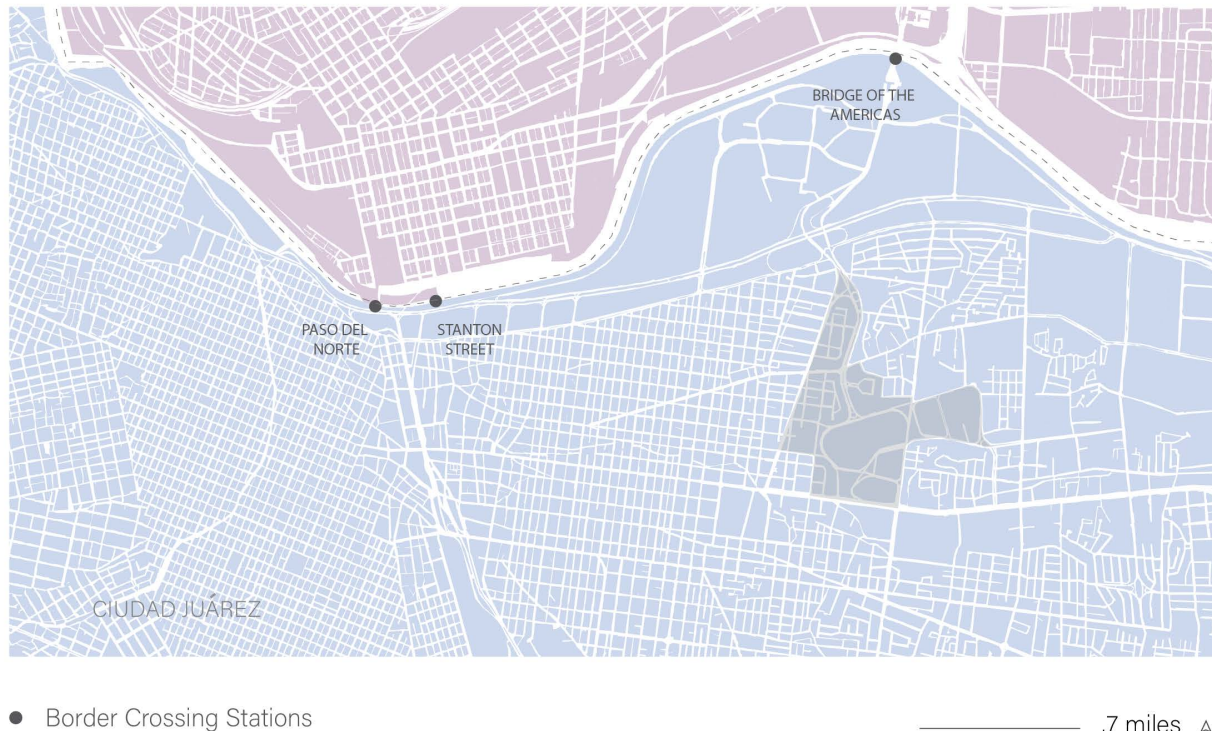 BRIDGE OF THE
AMERICAS
PASO DEL
NORTE
STANTON
STREET
CIUDAD JUÁREZ
Border Crossing Stations
.7 miles